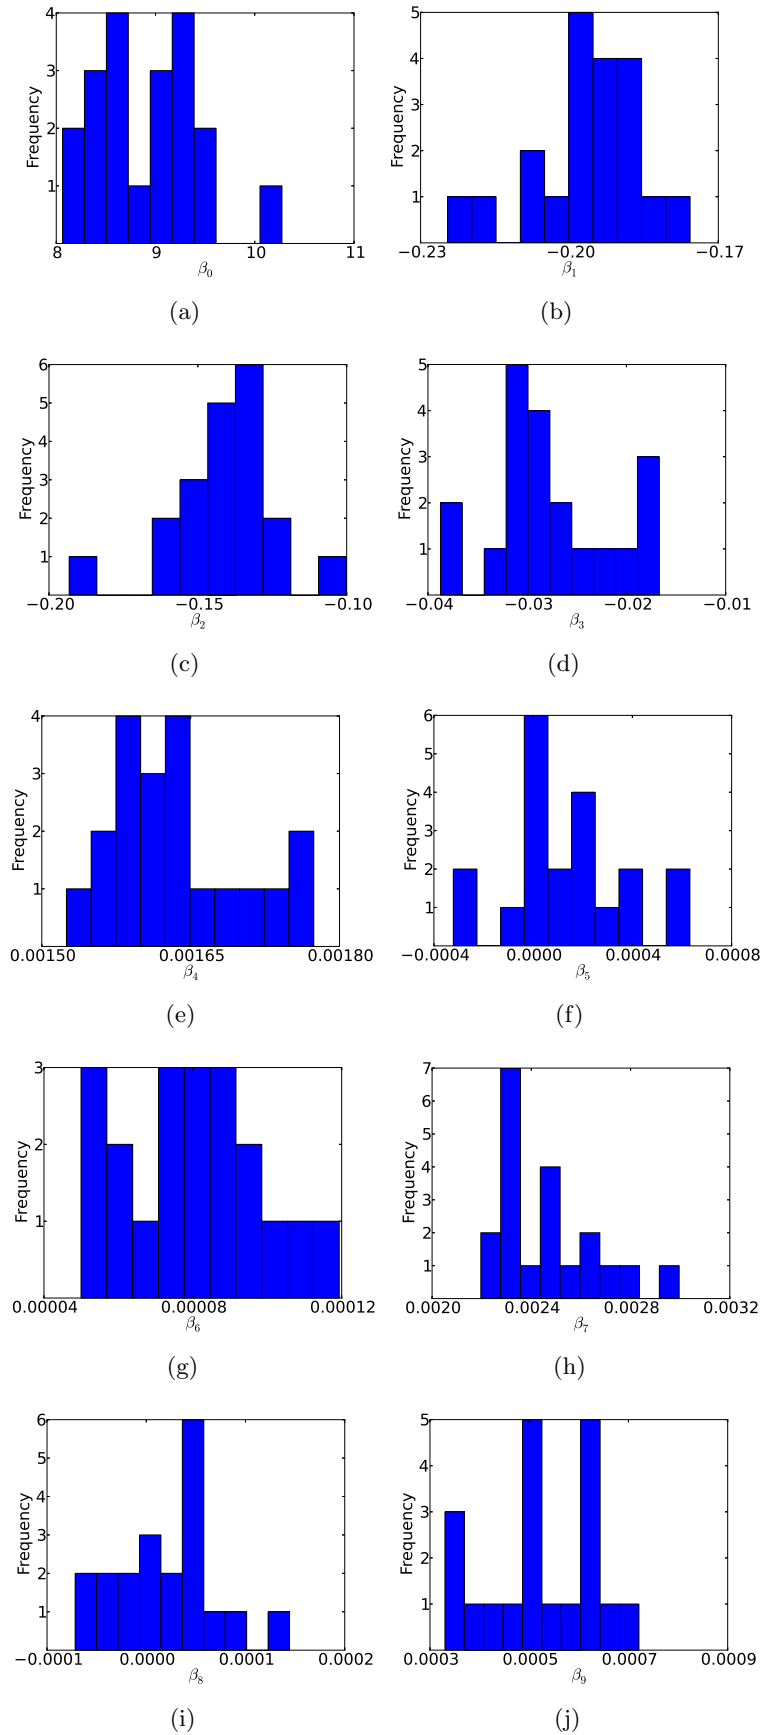 4
3
2
1
Frequency
8 9 10 11
β0
(a)
5
4
3
2
1
Frequency
−0.23 −0.20 −0.17
β1
(b)
6
5
4
3
2
1
Frequency
−0.20 −0.15 −0.10
β2
(c)
5
4
3
2
1
Frequency
−0.04 −0.03 −0.02 −0.01
β3
(d)
4
3
2
1
Frequency
0.00150 0.00165 0.00180
β4
(e)
6
5
4
3
2
1
Frequency
−0.0004 0.0000 0.0004 0.0008
β5
(f)
3
2
1
Frequency
0.00004 0.00008 0.00012
β6
(g)
7
6
5
4
3
2
1
Frequency
0.0020 0.0024 0.0028 0.0032
β7
(h)
6
5
4
3
2
1
Frequency
−0.0001 0.0000 0.0001 0.0002
β8
(i)
5
4
3
2
1
Frequency
0.0003 0.0005 0.0007 0.0009
β9
(j)